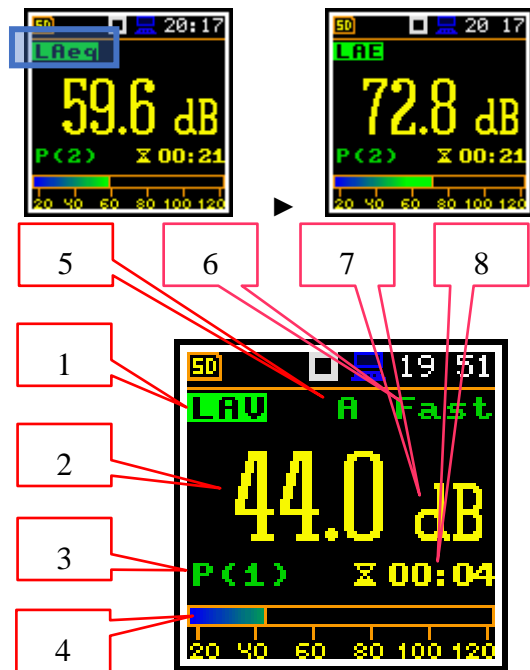 SD 20:17
LAeq
59.6 dB
P(2) 00:21
20 40 60 80 100 120
SD 20 17
LAE
72.8 dB
P(2) 00:21
20 40 60 80 100 120
5 6 7 8
1
2
3
4
SD 19 51
LAV A Fast
44.0 dB
P(1) 00:04
20 40 60 80 100 120